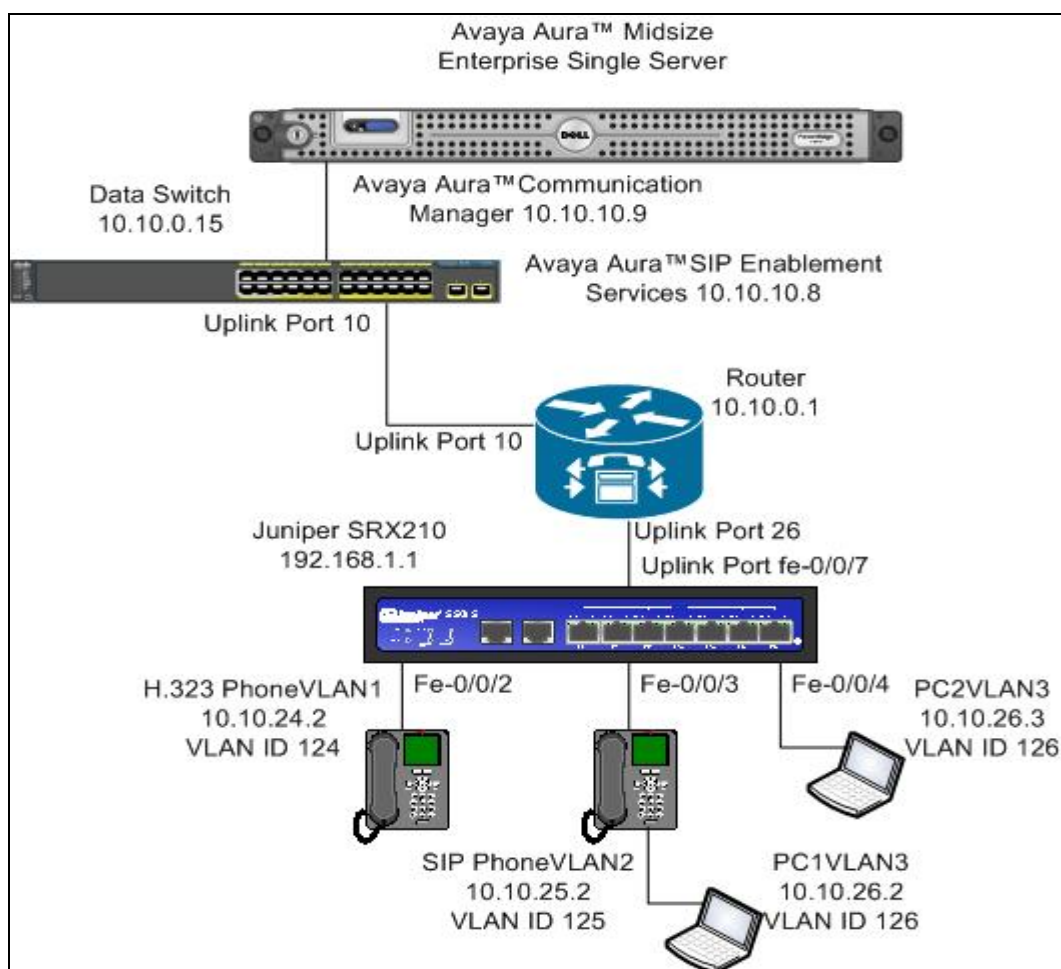 Avaya Aura™ Midsize
Enterprise Single Server
DELL
Data Switch
10.10.0.15
Avaya Aura™Communication
Manager 10.10.10.9
Avaya Aura™SIP Enablement
Services 10.10.10.8
Uplink Port 10
Router
10.10.0.1
Uplink Port 10
Juniper SRX210
192.168.1.1
Uplink Port 26
Uplink Port fe-0/0/7
H.323 PhoneVLAN1
10.10.24.2
VLAN ID 124
Fe-0/0/2
Fe-0/0/3
Fe-0/0/4
PC2VLAN3
10.10.26.3
VLAN ID 126
SIP PhoneVLAN2
10.10.25.2
VLAN ID 125
PC1VLAN3
10.10.26.2
VLAN ID 126